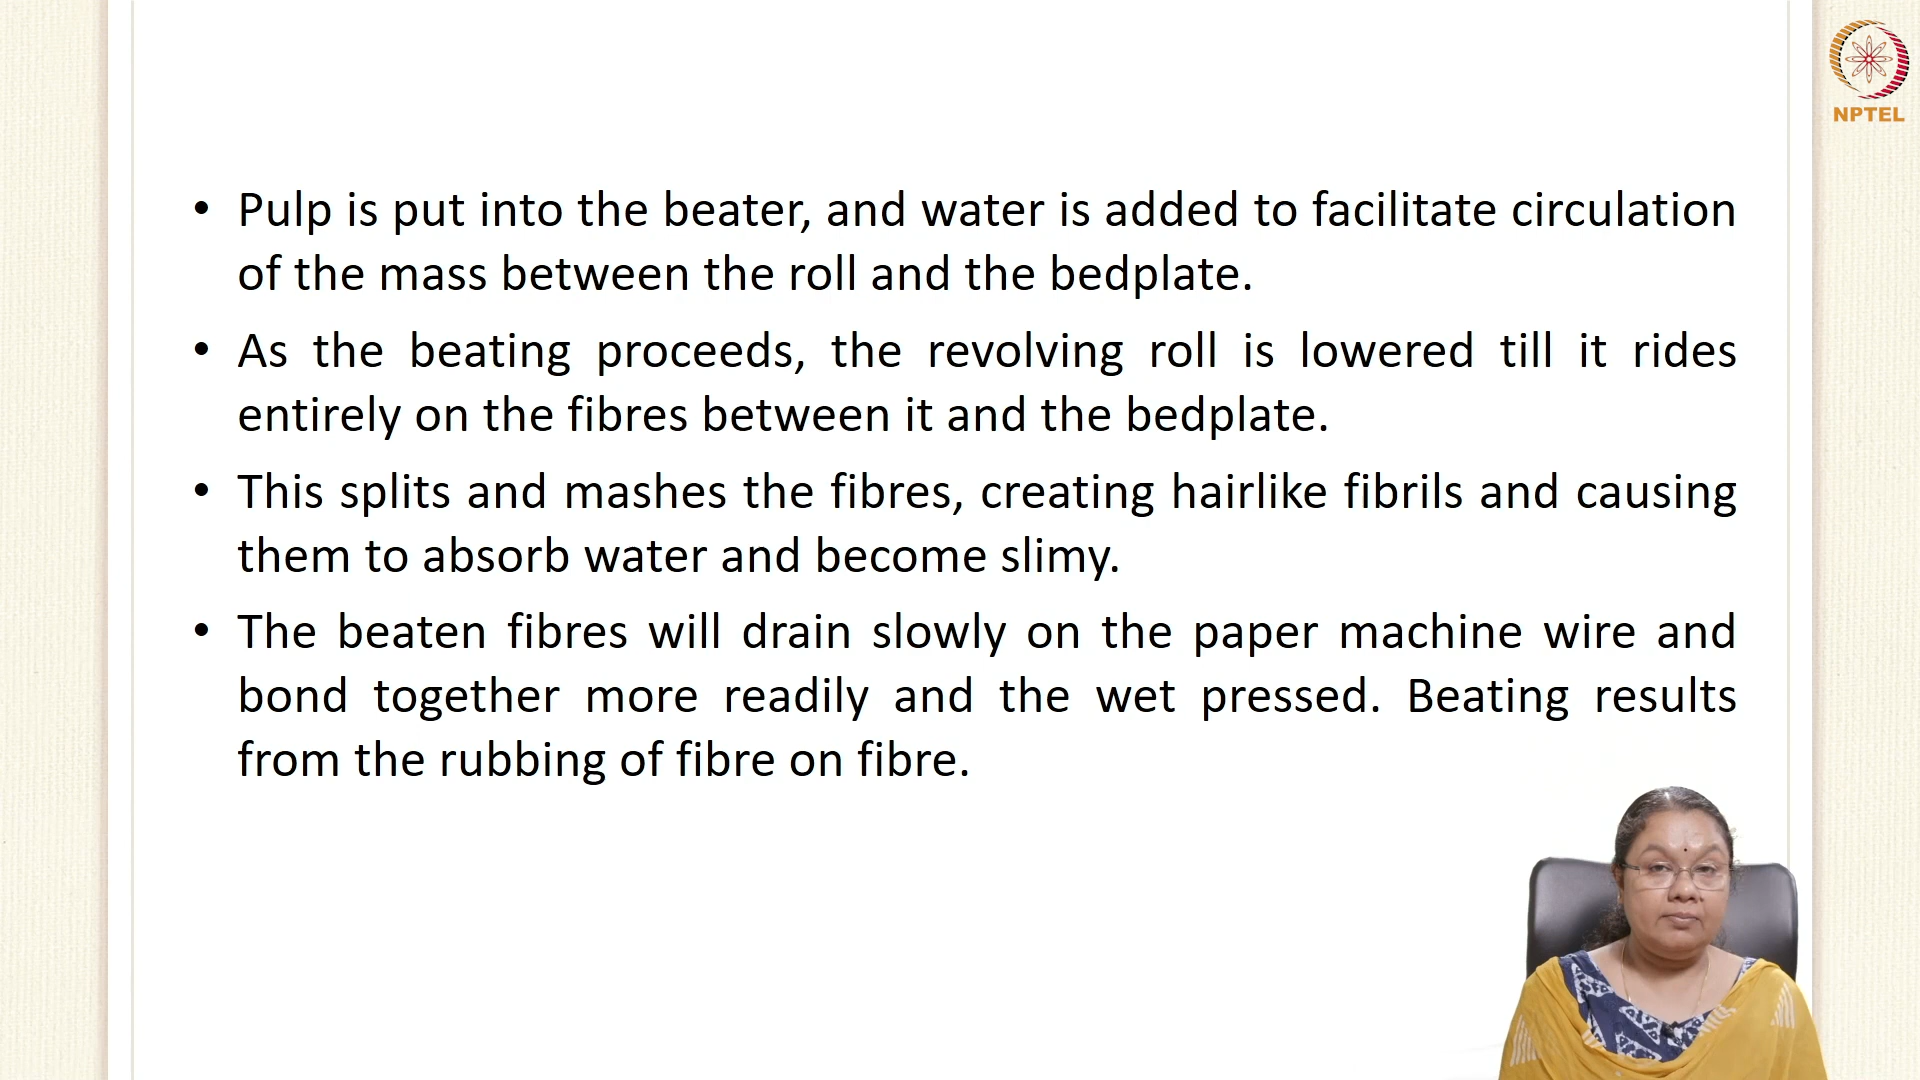 NPTEL
• Pulp is put into the beater, and water is added to facilitate circulation
of the mass between the roll and the bedplate.
• As the beating proceeds, the revolving roll is lowered till it rides
entirely on the fibres between it and the bedplate.
• This splits and mashes the fibres, creating hairlike fibrils and causing
them to absorb water and become slimy.
• The beaten fibres will drain slowly on the paper machine wire and
bond together more readily and the wet pressed. Beating results
from the rubbing of fibre on fibre.